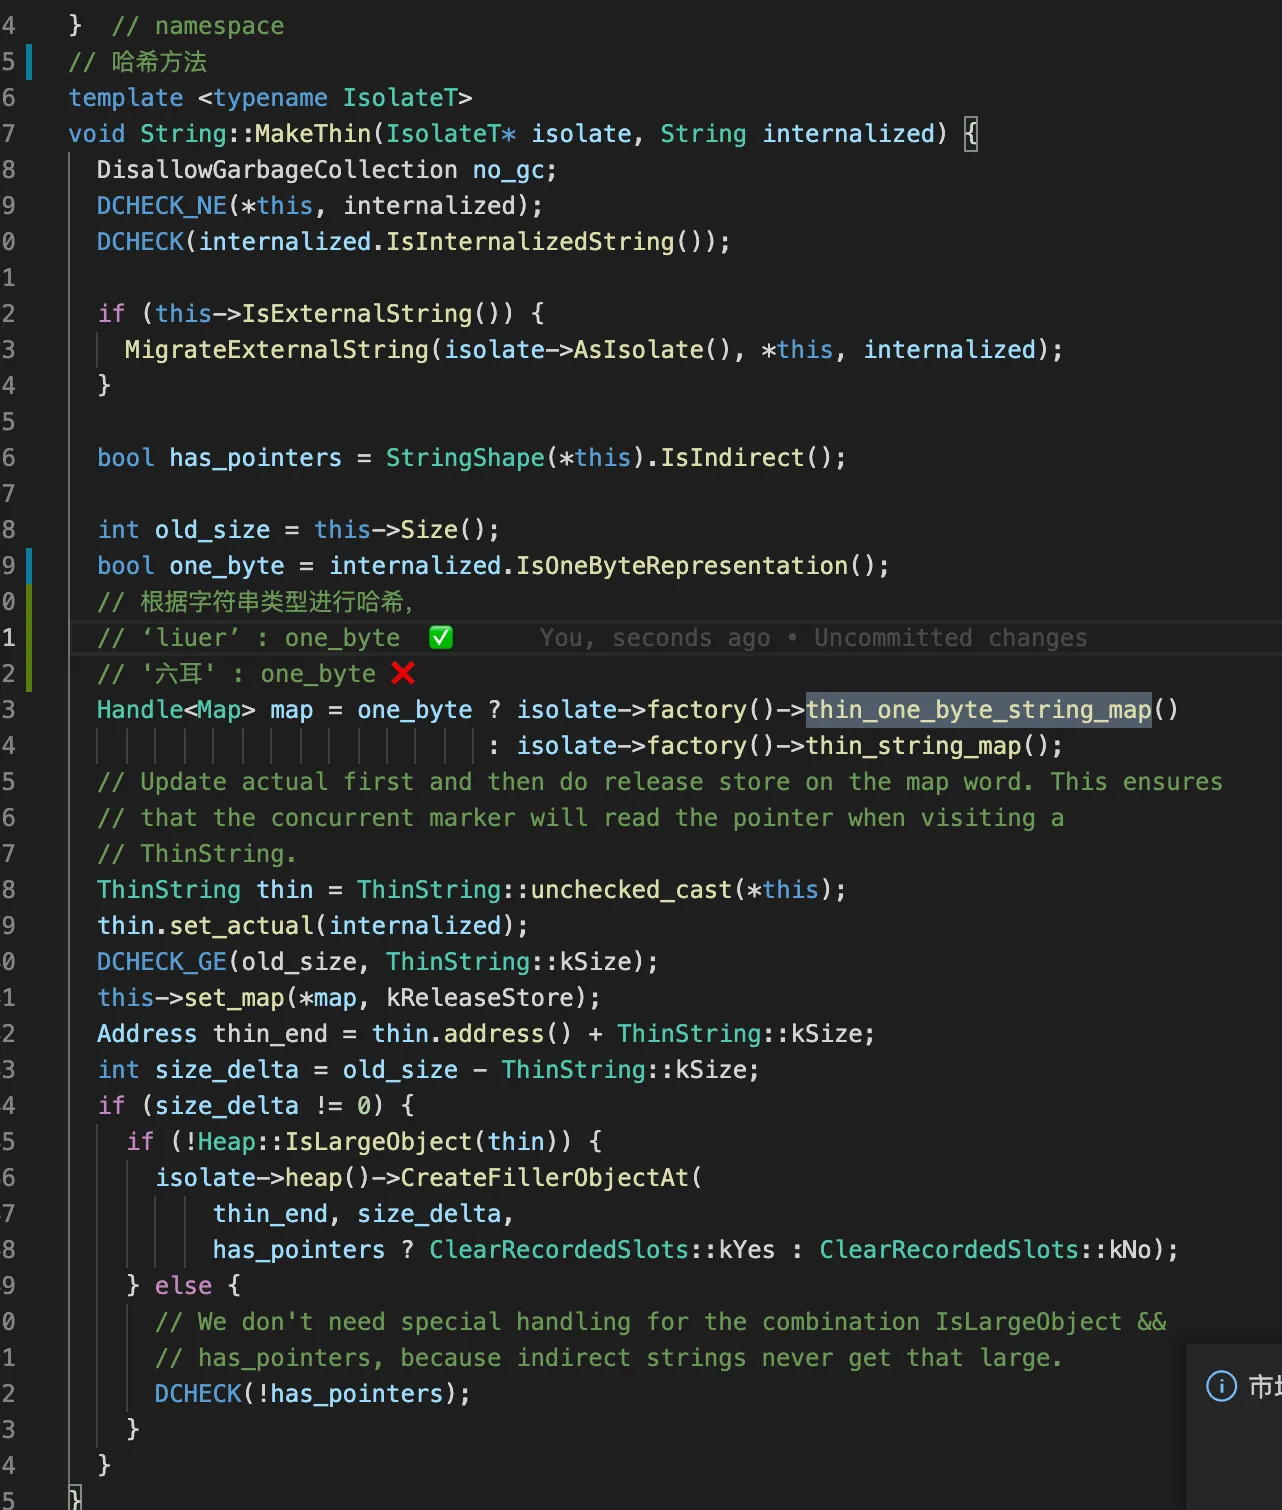 4 }  // namespace
5 // 哈希方法
6 template <typename IsolateT>
7 void String::MakeThin(IsolateT* isolate, String internalized) {
8   DisallowGarbageCollection no_gc;
9   DCHECK_NE(*this, internalized);
0   DCHECK(internalized.IsInternalizedString());
1
2   if (this->IsExternalString()) {
3     MigrateExternalString(isolate->AsIsolate(), *this, internalized);
4   }
5
6   bool has_pointers = StringShape(*this).IsIndirect();
7
8   int old_size = this->Size();
9   bool one_byte = internalized.IsOneByteRepresentation();
0   // 根据字符串类型进行哈希，
1   // ‘liuer’ : one_byte ✅ You, seconds ago • Uncommitted changes
2   // '六耳' : one_byte ❌
3   Handle<Map> map = one_byte ? isolate->factory()->thin_one_byte_string_map()
4                              : isolate->factory()->thin_string_map();
5   // Update actual first and then do release store on the map word. This ensures
6   // that the concurrent marker will read the pointer when visiting a
7   // ThinString.
8   ThinString thin = ThinString::unchecked_cast(*this);
9   thin.set_actual(internalized);
0   DCHECK_GE(old_size, ThinString::kSize);
1   this->set_map(*map, kReleaseStore);
2   Address thin_end = thin.address() + ThinString::kSize;
3   int size_delta = old_size - ThinString::kSize;
4   if (size_delta != 0) {
5     if (!Heap::IsLargeObject(thin)) {
6       isolate->heap()->CreateFillerObjectAt(
7           thin_end, size_delta,
8           has_pointers ? ClearRecordedSlots::kYes : ClearRecordedSlots::kNo);
9     } else {
0       // We don't need special handling for the combination IsLargeObject &&
1       // has_pointers, because indirect strings never get that large.
2       DCHECK(!has_pointers);
3     }
4   }
5 }
市